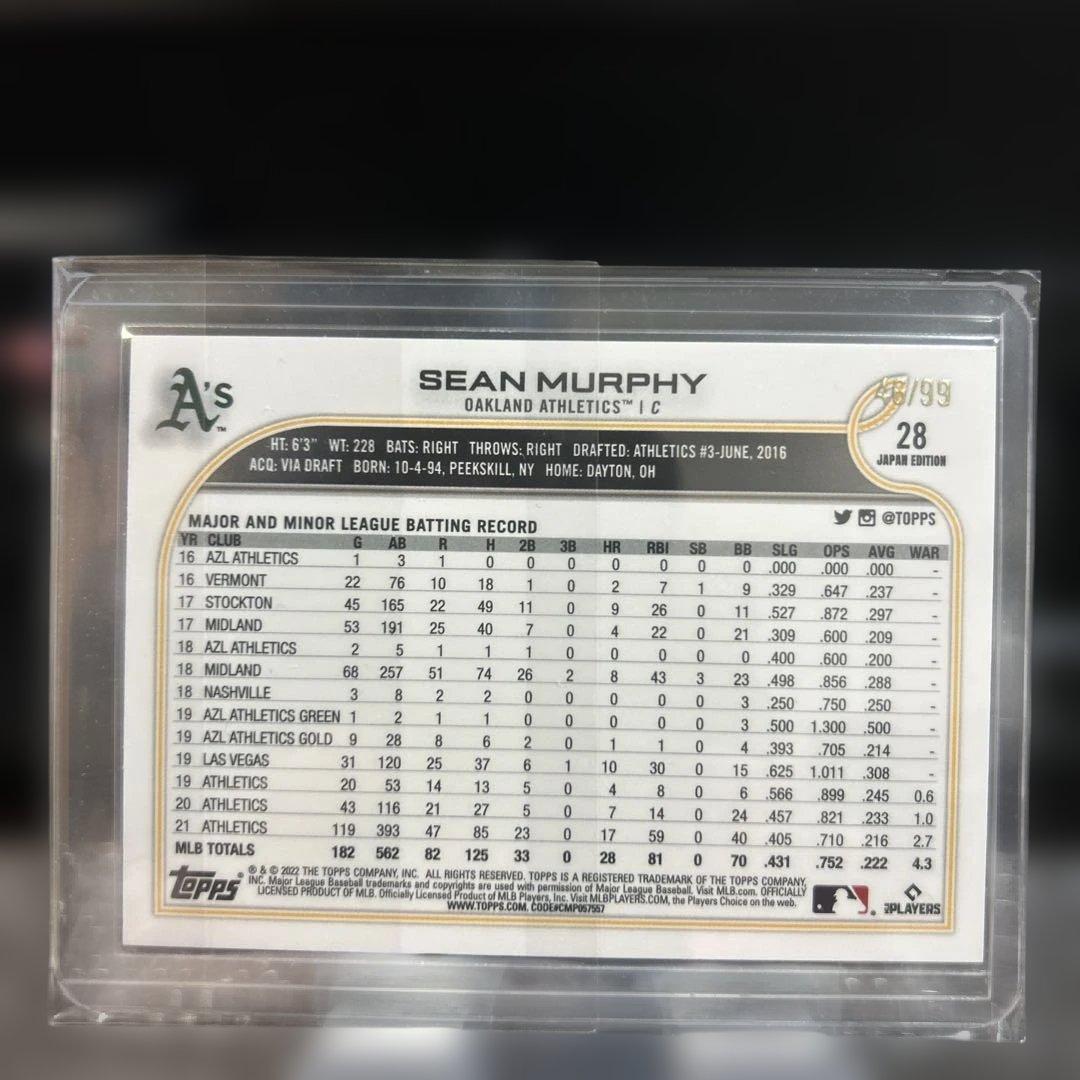 A's™
SEAN MURPHY
OAKLAND ATHLETICS™ | C
/99
28
JAPAN EDITION
HT: 6'3" WT: 228 BATS: RIGHT THROWS: RIGHT DRAFTED: ATHLETICS #3-JUNE, 2016
ACQ: VIA DRAFT BORN: 10-4-94, PEEKSKILL, NY HOME: DAYTON, OH
@TOPPS
MAJOR AND MINOR LEAGUE BATTING RECORD
YR CLUB G AB R H 2B 3B HR RBI SB BB SLG OPS AVG WAR
16 AZL ATHLETICS 1 3 1 0 0 0 0 0 0 0 .000 .000 .000 -
16 VERMONT 22 76 10 18 1 0 2 7 1 9 .329 .647 .237 -
17 STOCKTON 45 165 22 49 11 0 9 26 0 11 .527 .872 .297 -
17 MIDLAND 53 191 25 40 7 0 4 22 0 21 .309 .600 .209 -
18 AZL ATHLETICS 2 5 1 1 1 0 0 0 0 0 .400 .600 .200 -
18 MIDLAND 68 257 51 74 26 2 8 43 3 23 .498 .856 .288 -
18 NASHVILLE 3 8 2 2 0 0 0 0 0 3 .250 .750 .250 -
19 AZL ATHLETICS GREEN 1 2 1 1 0 0 0 0 0 3 .500 1.300 .500 -
19 AZL ATHLETICS GOLD 9 28 8 6 2 0 1 1 0 4 .393 .705 .214 -
19 LAS VEGAS 31 120 25 37 6 1 10 30 0 15 .625 1.011 .308 -
19 ATHLETICS 20 53 14 13 5 0 4 8 0 6 .566 .899 .245 0.6
20 ATHLETICS 43 116 21 27 5 0 7 14 0 24 .457 .821 .233 1.0
21 ATHLETICS 119 393 47 85 23 0 17 59 0 40 .405 .710 .216 2.7
MLB TOTALS 182 562 82 125 33 0 28 81 0 70 .431 .752 .222 4.3
topps®
® & © 2022 THE TOPPS COMPANY, INC. ALL RIGHTS RESERVED. TOPPS IS A REGISTERED TRADEMARK OF THE TOPPS COMPANY,
INC. Major League Baseball trademarks and copyrights are used with permission of Major League Baseball. Visit MLB.com. OFFICIALLY
LICENSED PRODUCT OF MLB. Officially Licensed Product of MLB Players, Inc. Visit MLBPLAYERS.COM, the Players Choice on the web.
WWW.TOPPS.COM. CODE#CMP057557
PLAYERS